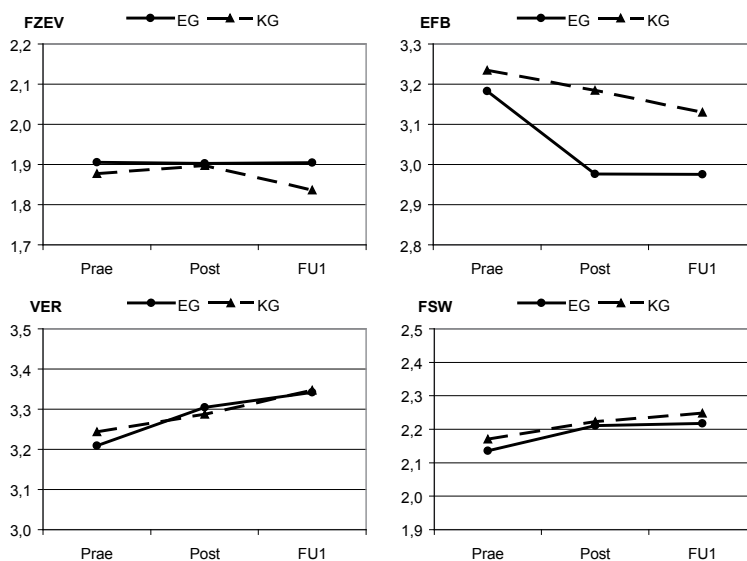 FZEV
EG
KG
2,2
2,1
2,0
1,9
1,8
1,7
Prae
Post
FU1
EFB
EG
KG
3,3
3,2
3,1
3,0
2,9
2,8
Prae
Post
FU1
VER
EG
KG
3,5
3,4
3,3
3,2
3,1
3,0
Prae
Post
FU1
FSW
EG
KG
2,5
2,4
2,3
2,2
2,1
2,0
1,9
Prae
Post
FU1